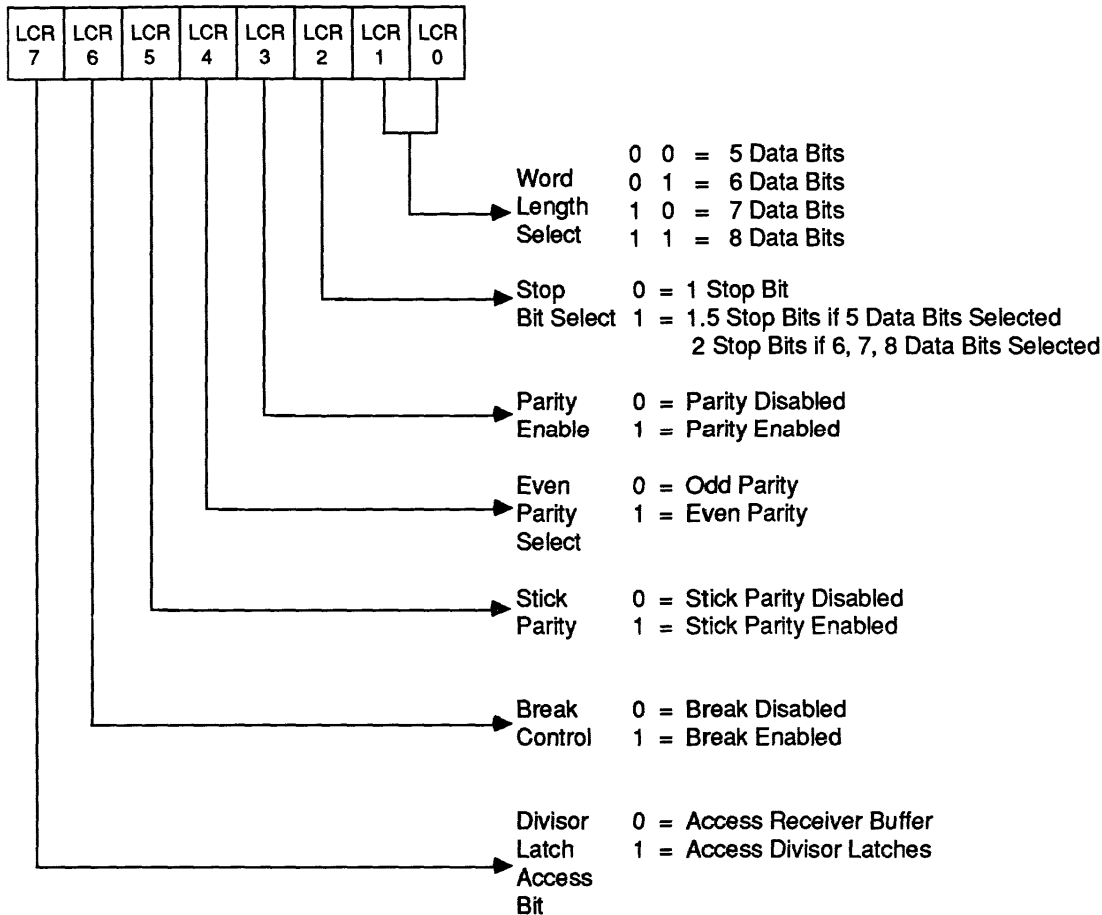 LCR 7 LCR 6 LCR 5 LCR 4 LCR 3 LCR 2 LCR 1 LCR 0
Word Length Select
0 0 = 5 Data Bits
0 1 = 6 Data Bits
1 0 = 7 Data Bits
1 1 = 8 Data Bits
Stop 0 = 1 Stop Bit
Bit Select 1 = 1.5 Stop Bits if 5 Data Bits Selected
2 Stop Bits if 6, 7, 8 Data Bits Selected
Parity 0 = Parity Disabled
Enable 1 = Parity Enabled
Even 0 = Odd Parity
Parity 1 = Even Parity
Select
Stick 0 = Stick Parity Disabled
Parity 1 = Stick Parity Enabled
Break 0 = Break Disabled
Control 1 = Break Enabled
Divisor 0 = Access Receiver Buffer
Latch 1 = Access Divisor Latches
Access
Bit